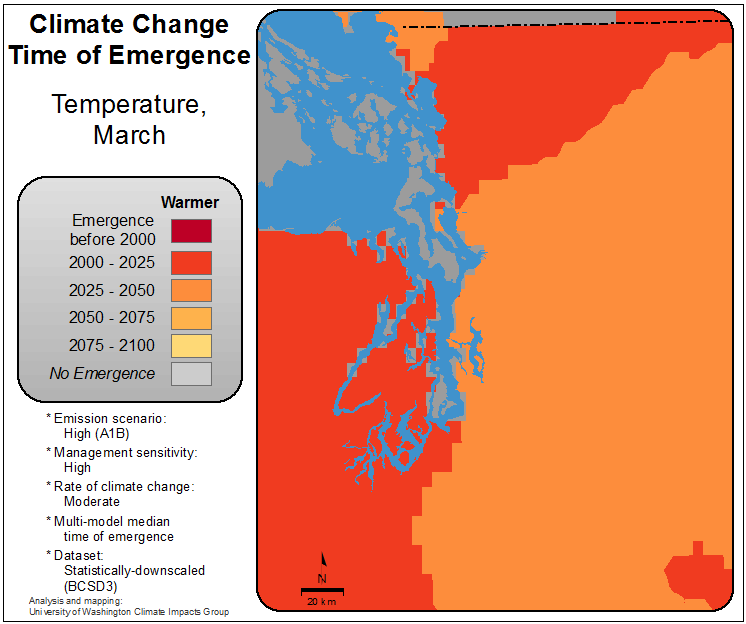 Climate Change
Time of Emergence
Temperature,
March
Warmer
Emergence
before 2000
2000 - 2025
2025 - 2050
2050 - 2075
2075 - 2100
No Emergence
* Emission scenario:
High (A1B)
* Management sensitivity:
High
* Rate of climate change:
Moderate
* Multi-model median
time of emergence
* Dataset:
Statistically-downscaled
(BCSD3)
Analysis and mapping:
University of Washington Climate Impacts Group
N
20 km